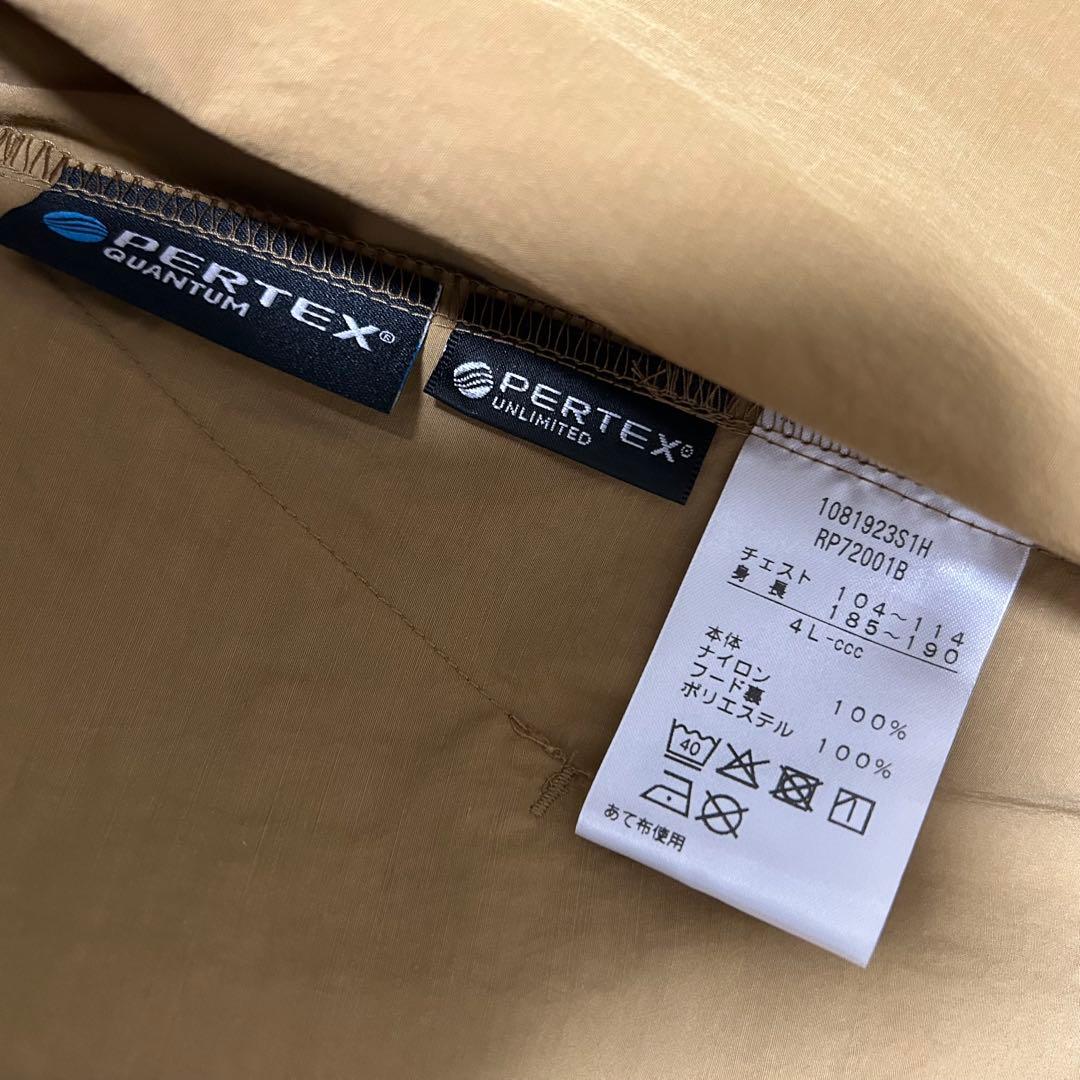 PERTEX®
QUANTUM
PERTEX®
UNLIMITED
1081923S1H
RP72001B
チェスト 104～114
身長 185～190
4L-ccc
本体
ナイロン 100%
フード裏
ポリエステル 100%
40
あて布使用